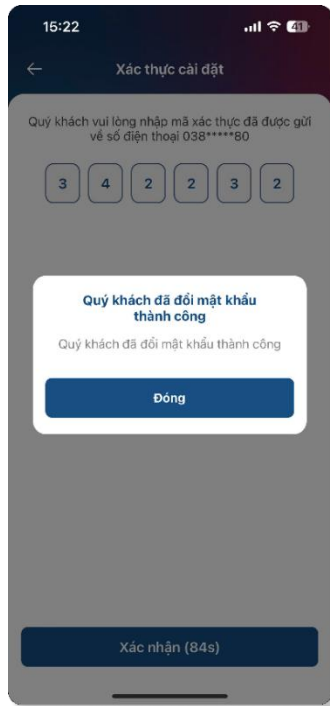 15:22
41
Xác thực cài đặt
Quý khách vui lòng nhập mã xác thực đã được gửi
về số điện thoại 038*****80
3 4 2 2 3 2
Quý khách đã đổi mật khẩu
thành công
Quý khách đã đổi mật khẩu thành công
Đóng
Xác nhận (84s)